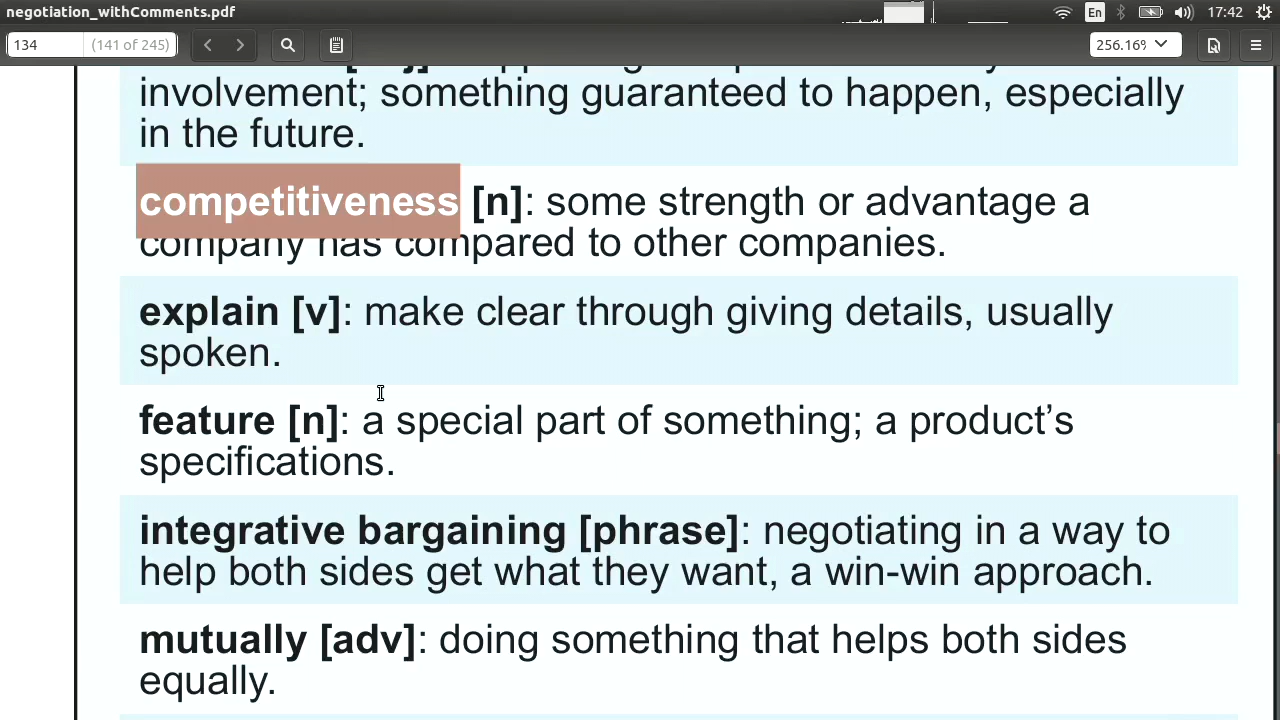 negotiation_withComments.pdf
En
17:42
134
(141 of 245)
256.16%
involvement; something guaranteed to happen, especially
in the future.
competitiveness [n]: some strength or advantage a
company has compared to other companies.
explain [v]: make clear through giving details, usually
spoken.
feature [n]: a special part of something; a product’s
specifications.
integrative bargaining [phrase]: negotiating in a way to
help both sides get what they want, a win-win approach.
mutually [adv]: doing something that helps both sides
equally.